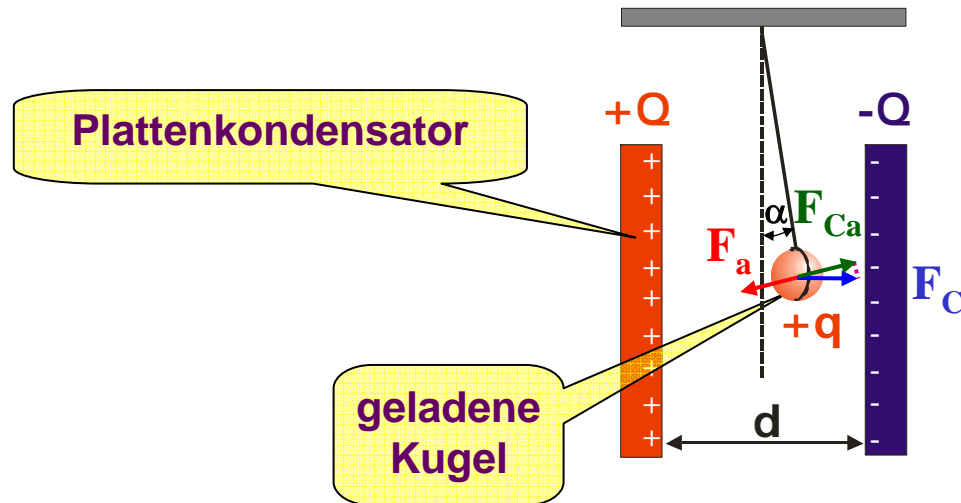 Plattenkondensator
+Q
-Q
α
F_Ca
F_a
F_C
+q
geladene
Kugel
d